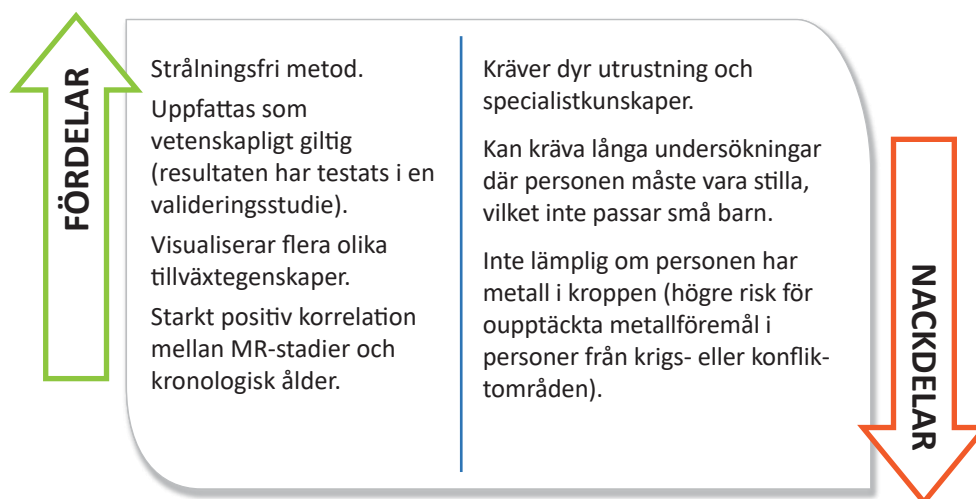 FÖRDELAR
Strålningsfri metod.
Uppfattas som
vetenskapligt giltig
(resultaten har testats i en
valideringsstudie).
Visualiserar flera olika
tillväxtegenskaper.
Starkt positiv korrelation
mellan MR-stadier och
kronologisk ålder.
Kräver dyr utrustning och
specialistkunskaper.
Kan kräva långa undersökningar
där personen måste vara stilla,
vilket inte passar små barn.
Inte lämplig om personen har
metall i kroppen (högre risk för
oupptäckta metallföremål i
personer från krigs- eller konflik-
tområden).
NACKDELAR